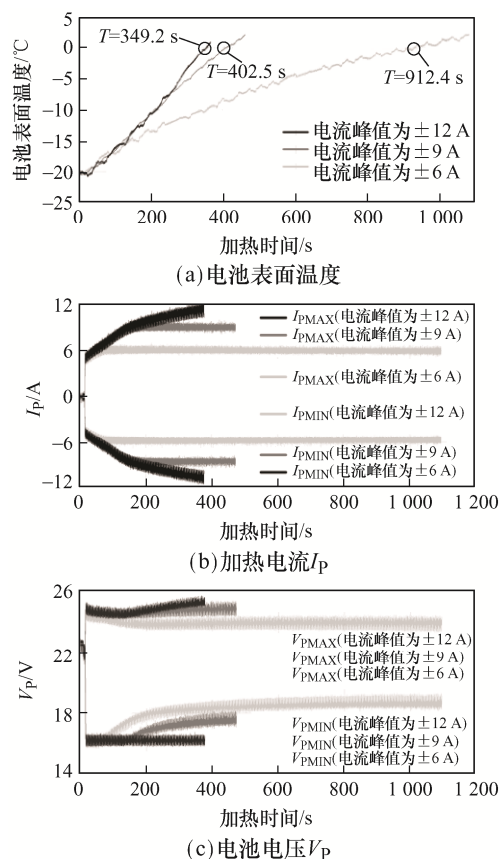 5
0
−5
−10
−15
−20
−25
电池表面温度/℃
T=349.2 s
T=402.5 s
T=912.4 s
电流峰值为±12 A
电流峰值为±9 A
电流峰值为±6 A
0 200 400 600 800 1 000
加热时间/s
(a)电池表面温度
12
6
0
−6
−12
IP/A
IPMAX(电流峰值为±12 A)
IPMAX(电流峰值为±9 A)
IPMAX(电流峰值为±6 A)
IPMIN(电流峰值为±12 A)
IPMIN(电流峰值为±9 A)
IPMIN(电流峰值为±6 A)
0 200 400 600 800 1 000 1 200
加热时间/s
(b)加热电流IP
26
22
18
14
VP/V
VPMAX(电流峰值为±12 A)
VPMAX(电流峰值为±9 A)
VPMAX(电流峰值为±6 A)
VPMIN(电流峰值为±12 A)
VPMIN(电流峰值为±9 A)
VPMIN(电流峰值为±6 A)
0 200 400 600 800 1 000 1 200
加热时间/s
(c)电池电压VP